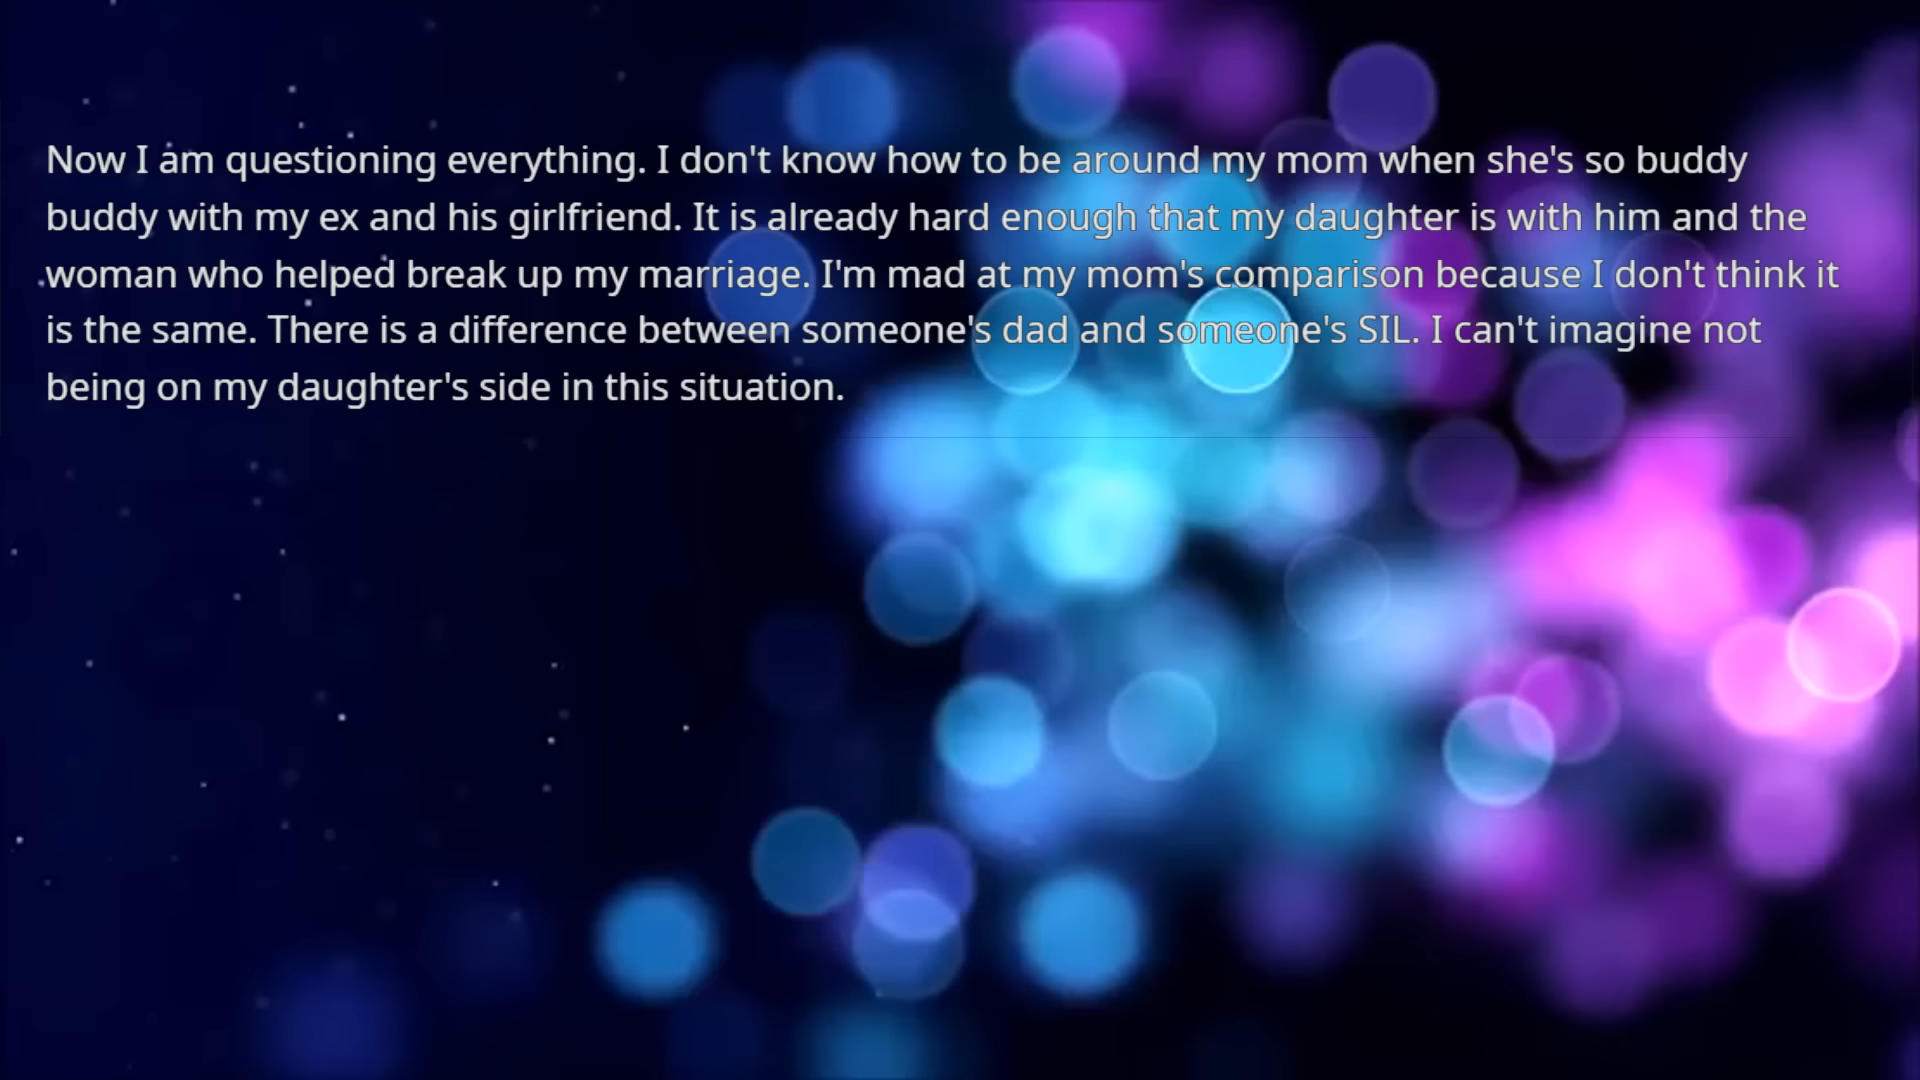 Now I am questioning everything. I don't know how to be around my mom when she's so buddy
buddy with my ex and his girlfriend. It is already hard enough that my daughter is with him and the
woman who helped break up my marriage. I'm mad at my mom's comparison because I don't think it
is the same. There is a difference between someone's dad and someone's SIL. I can't imagine not
being on my daughter's side in this situation.